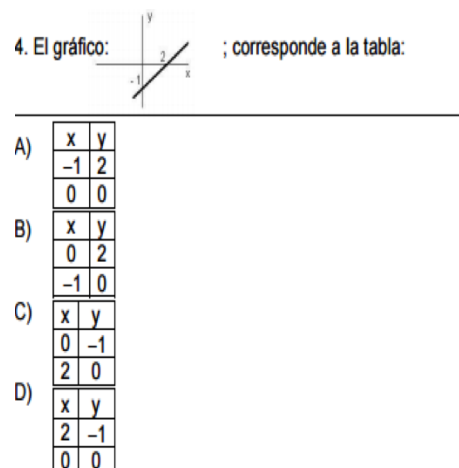 y
4. El gráfico: 2 ; corresponde a la tabla:
x
- 1
A)
x y
–1 2
0 0
B)
x y
0 2
–1 0
C)
x y
0 –1
2 0
D)
x y
2 –1
0 0